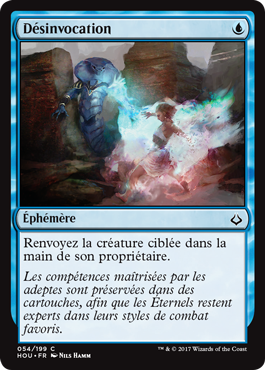 Désinvocation
Éphémère
Renvoyez la créature ciblée dans la
main de son propriétaire.
Les compétences maîtrisées par les
adeptes sont préservées dans des
cartouches, afin que les Éternels restent
experts dans leurs styles de combat
favoris.
054/199 C
HOU • FR Nils Hamm
™ & © 2017 Wizards of the Coast